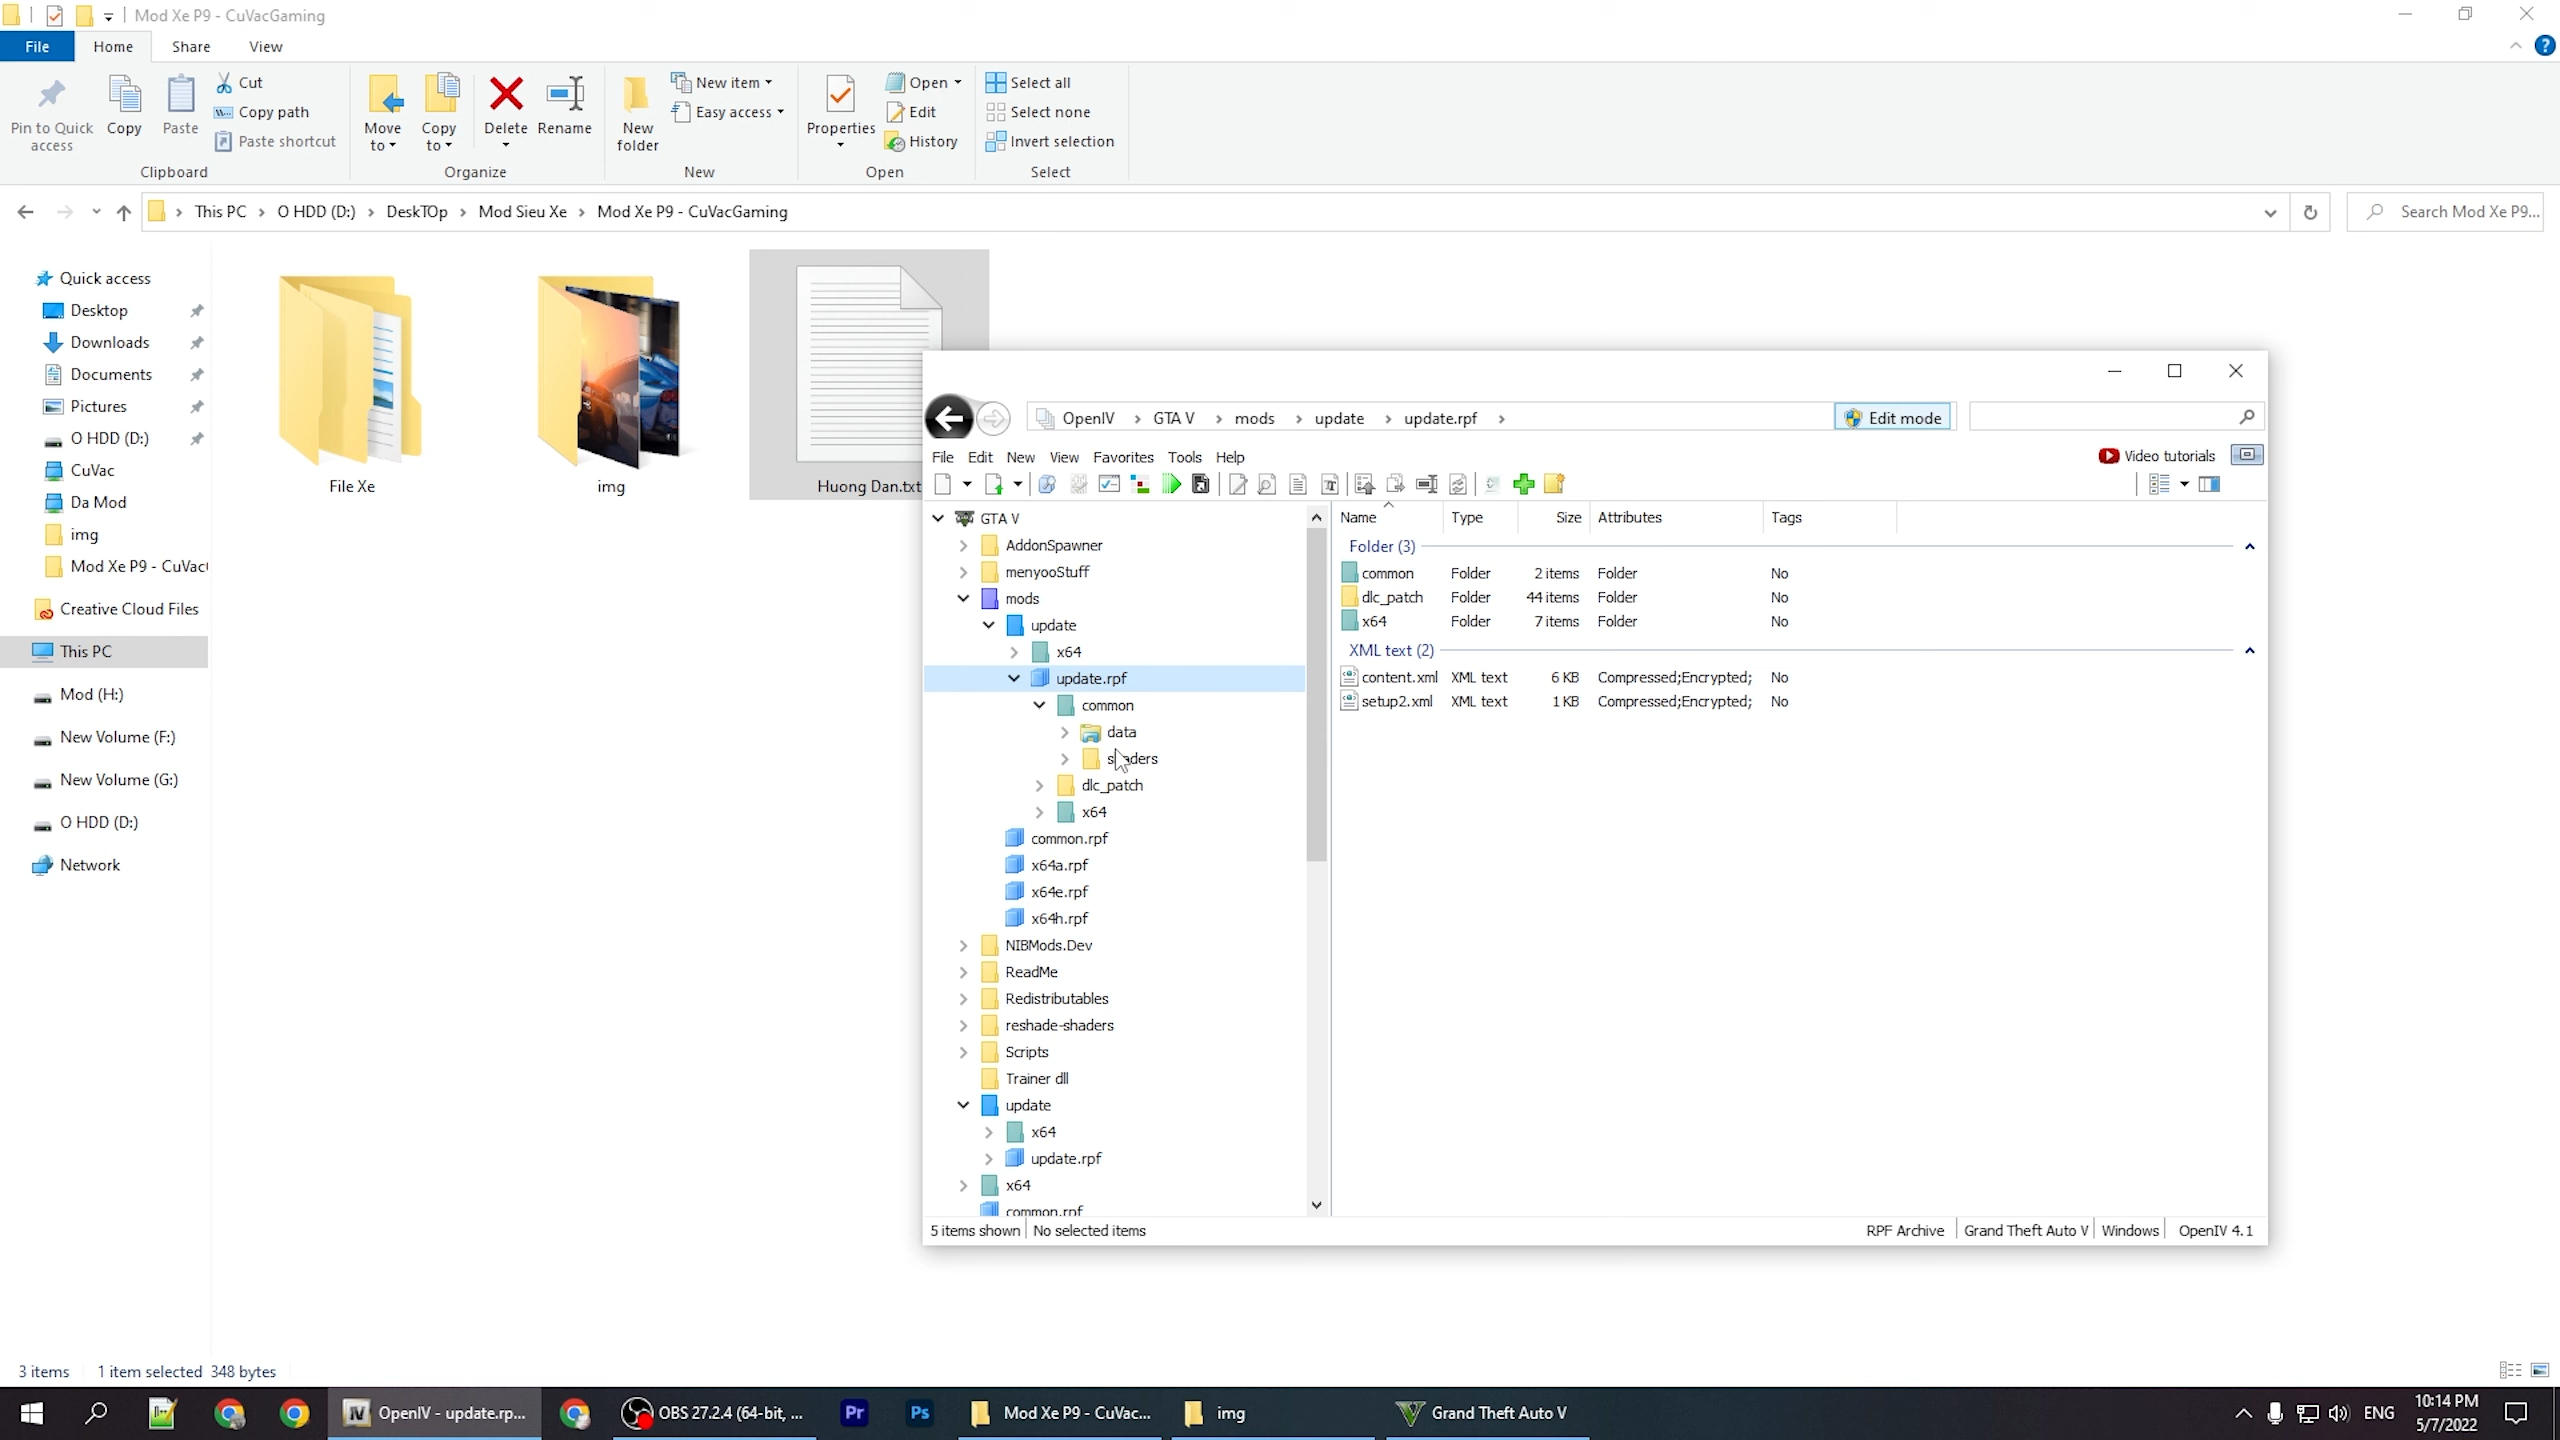 Mod Xe P9 - CuVacGaming
File Home Share View
Pin to Quick access
Copy
Paste
Cut
Copy path
Paste shortcut
Clipboard
Move to
Copy to
Delete
Rename
Organize
New folder
New item
Easy access
New
Properties
Open
Edit
History
Open
Select all
Select none
Invert selection
Select
This PC > O HDD (D:) > DeskTOp > Mod Sieu Xe > Mod Xe P9 - CuVacGaming
Search Mod Xe P9...
Quick access
Desktop
Downloads
Documents
Pictures
O HDD (D:)
CuVac
Da Mod
img
Mod Xe P9 - CuVac
Creative Cloud Files
This PC
Mod (H:)
New Volume (F:)
New Volume (G:)
O HDD (D:)
Network
File Xe
img
Huong Dan.txt
OpenIV > GTA V > mods > update > update.rpf >
Edit mode
File Edit New View Favorites Tools Help
Video tutorials
GTA V
AddonSpawner
menyooStuff
mods
update
x64
update.rpf
common
data
shaders
dlc_patch
x64
common.rpf
x64a.rpf
x64e.rpf
x64h.rpf
NIBMods.Dev
ReadMe
Redistributables
reshade-shaders
Scripts
Trainer dll
update
x64
update.rpf
x64
common.rpf
Name Type Size Attributes Tags
Folder (3)
common Folder 2 items Folder No
dlc_patch Folder 44 items Folder No
x64 Folder 7 items Folder No
XML text (2)
content.xml XML text 6 KB Compressed;Encrypted; No
setup2.xml XML text 1 KB Compressed;Encrypted; No
5 items shown No selected items
RPF Archive Grand Theft Auto V Windows OpenIV 4.1
3 items 1 item selected 348 bytes
IV OpenIV - update.rp...
OBS 27.2.4 (64-bit, ...
Pr
Ps
Mod Xe P9 - CuVac...
img
Grand Theft Auto V
ENG
10:14 PM
5/7/2022